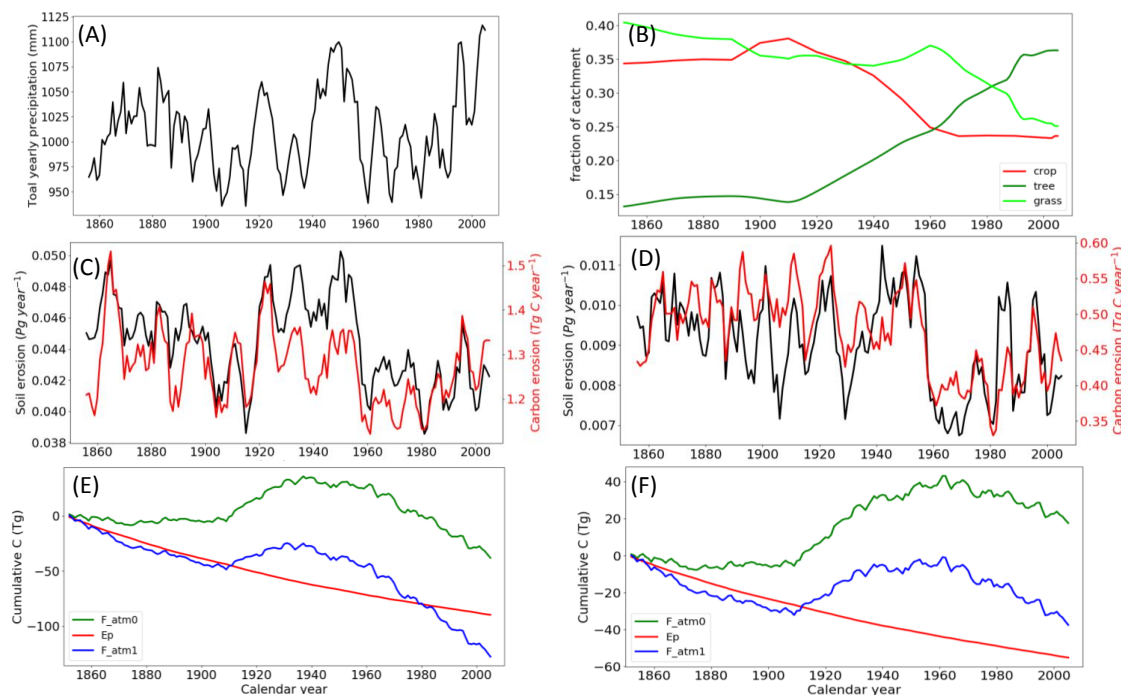 (A)
Toal yearly precipitation (mm)
1125
1100
1075
1050
1025
1000
975
950
1860 1880 1900 1920 1940 1960 1980 2000
(B)
fraction of catchment
0.40
0.35
0.30
0.25
0.20
0.15
crop
tree
grass
1860 1880 1900 1920 1940 1960 1980 2000
(C)
Soil erosion (Pg year⁻¹)
0.050
0.048
0.046
0.044
0.042
0.040
0.038
Carbon erosion (Tg C year⁻¹)
1.5
1.4
1.3
1.2
1860 1880 1900 1920 1940 1960 1980 2000
(D)
Soil erosion (Pg year⁻¹)
0.011
0.010
0.009
0.008
0.007
Carbon erosion (Tg C year⁻¹)
0.60
0.55
0.50
0.45
0.40
0.35
1860 1880 1900 1920 1940 1960 1980 2000
(E)
Cumulative C (Tg)
0
−50
−100
F_atm0
Ep
F_atm1
1860 1880 1900 1920 1940 1960 1980 2000
Calendar year
(F)
Cumulative C (Tg)
40
20
0
−20
−40
−60
F_atm0
Ep
F_atm1
1860 1880 1900 1920 1940 1960 1980 2000
Calendar year